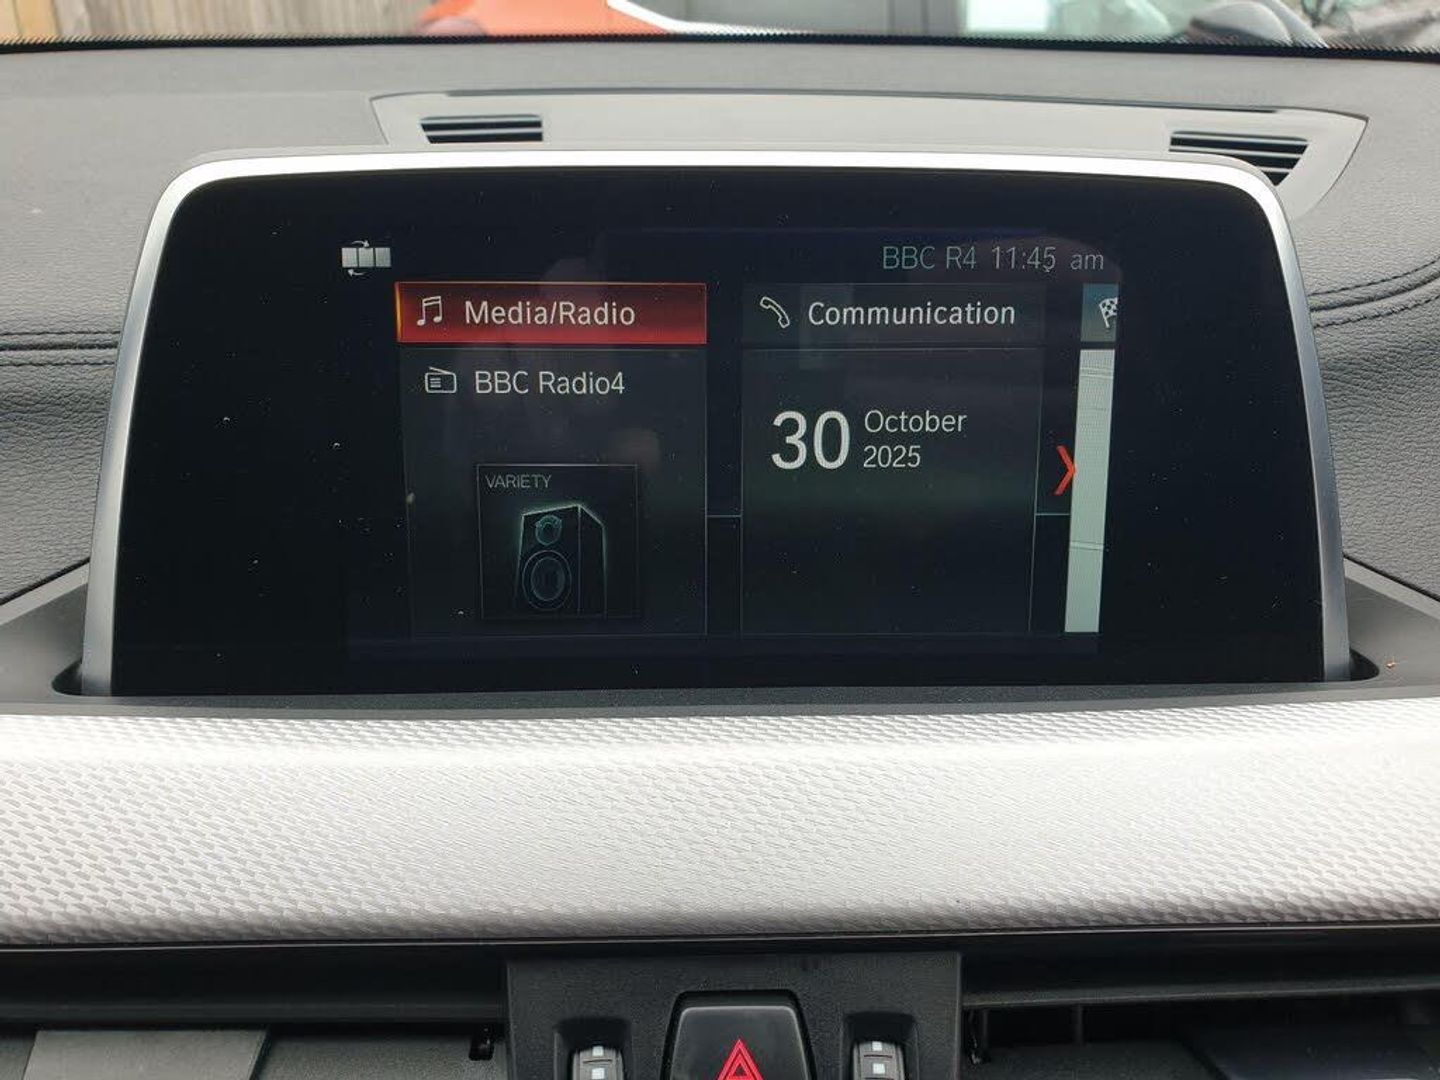 BBC R4 11:45 am
Media/Radio
Communication
BBC Radio4
30 October
2025
VARIETY